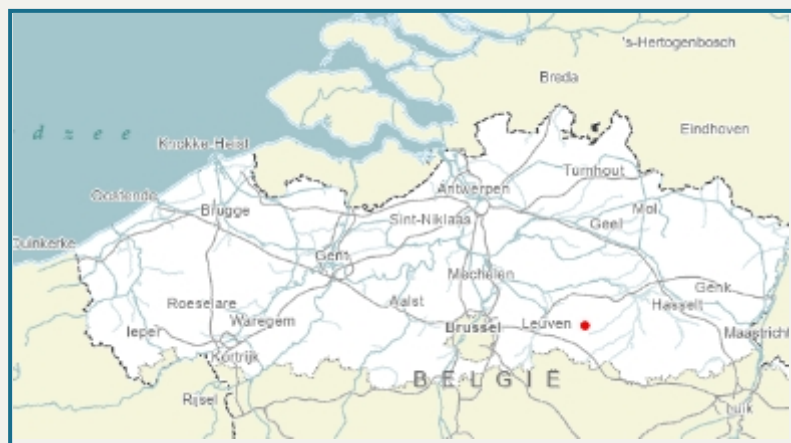 's-Hertogenbosch
Breda
d z e e
Eindhoven
Knokke-Heist
Turnhout
Antwerpen
Oostende
Mol
Brugge
Sint-Niklaas
Geel
Duinkerke
Gent
Mechelen
Genk
Roeselare
Aalst
Hasselt
Waregem
Brussel
Leuven
Ieper
Maastricht
Kortrijk
BELGIË
Rijsel
Luik